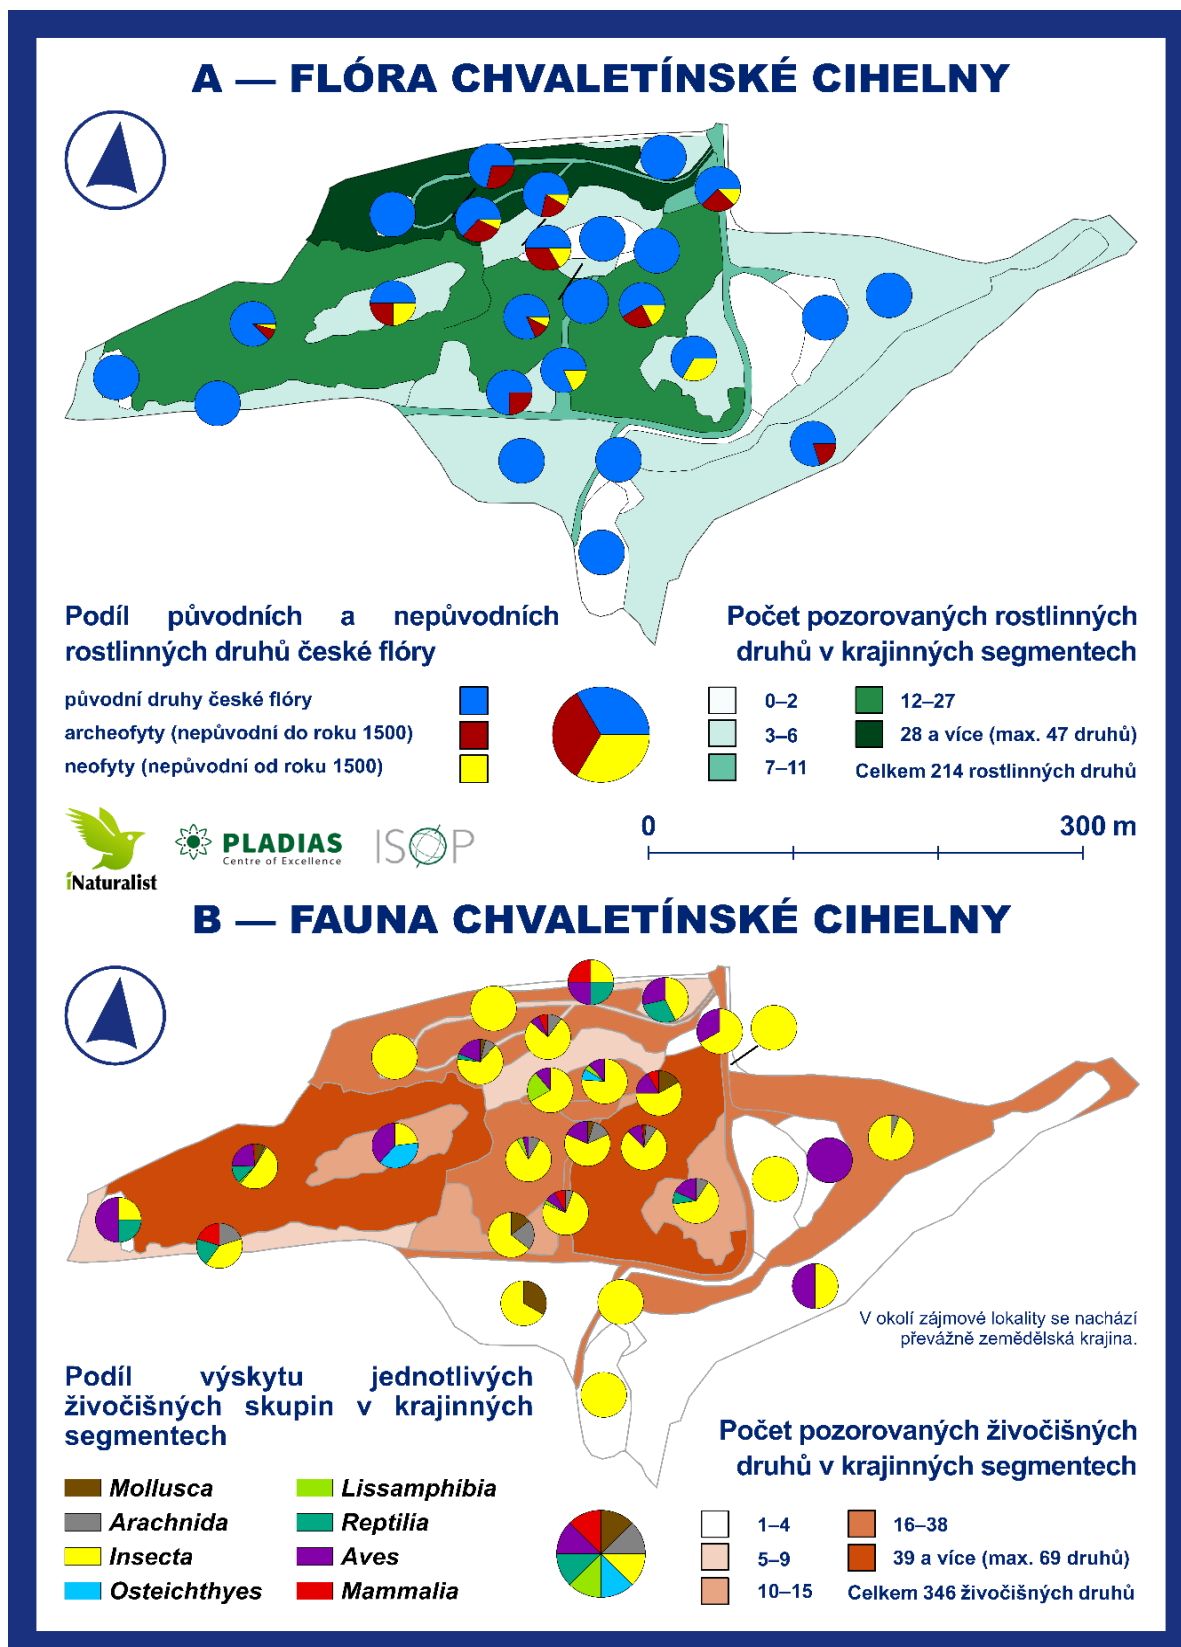 A — FLÓRA CHVALETÍNSKÉ CIHELNY
Podíl původních a nepůvodních
rostlinných druhů české flóry
původní druhy české flóry
archeofyty (nepůvodní do roku 1500)
neofyty (nepůvodní od roku 1500)
Počet pozorovaných rostlinných
druhů v krajinných segmentech
0–2
3–6
7–11
12–27
28 a více (max. 47 druhů)
Celkem 214 rostlinných druhů
iNaturalist
PLADIAS
Centre of Excellence
ISOP
0 300 m
B — FAUNA CHVALETÍNSKÉ CIHELNY
V okolí zájmové lokality se nachází
převážně zemědělská krajina.
Podíl výskytu jednotlivých
živočišných skupin v krajinných
segmentech
Mollusca
Arachnida
Insecta
Osteichthyes
Lissamphibia
Reptilia
Aves
Mammalia
Počet pozorovaných živočišných
druhů v krajinných segmentech
1–4
5–9
10–15
16–38
39 a více (max. 69 druhů)
Celkem 346 živočišných druhů